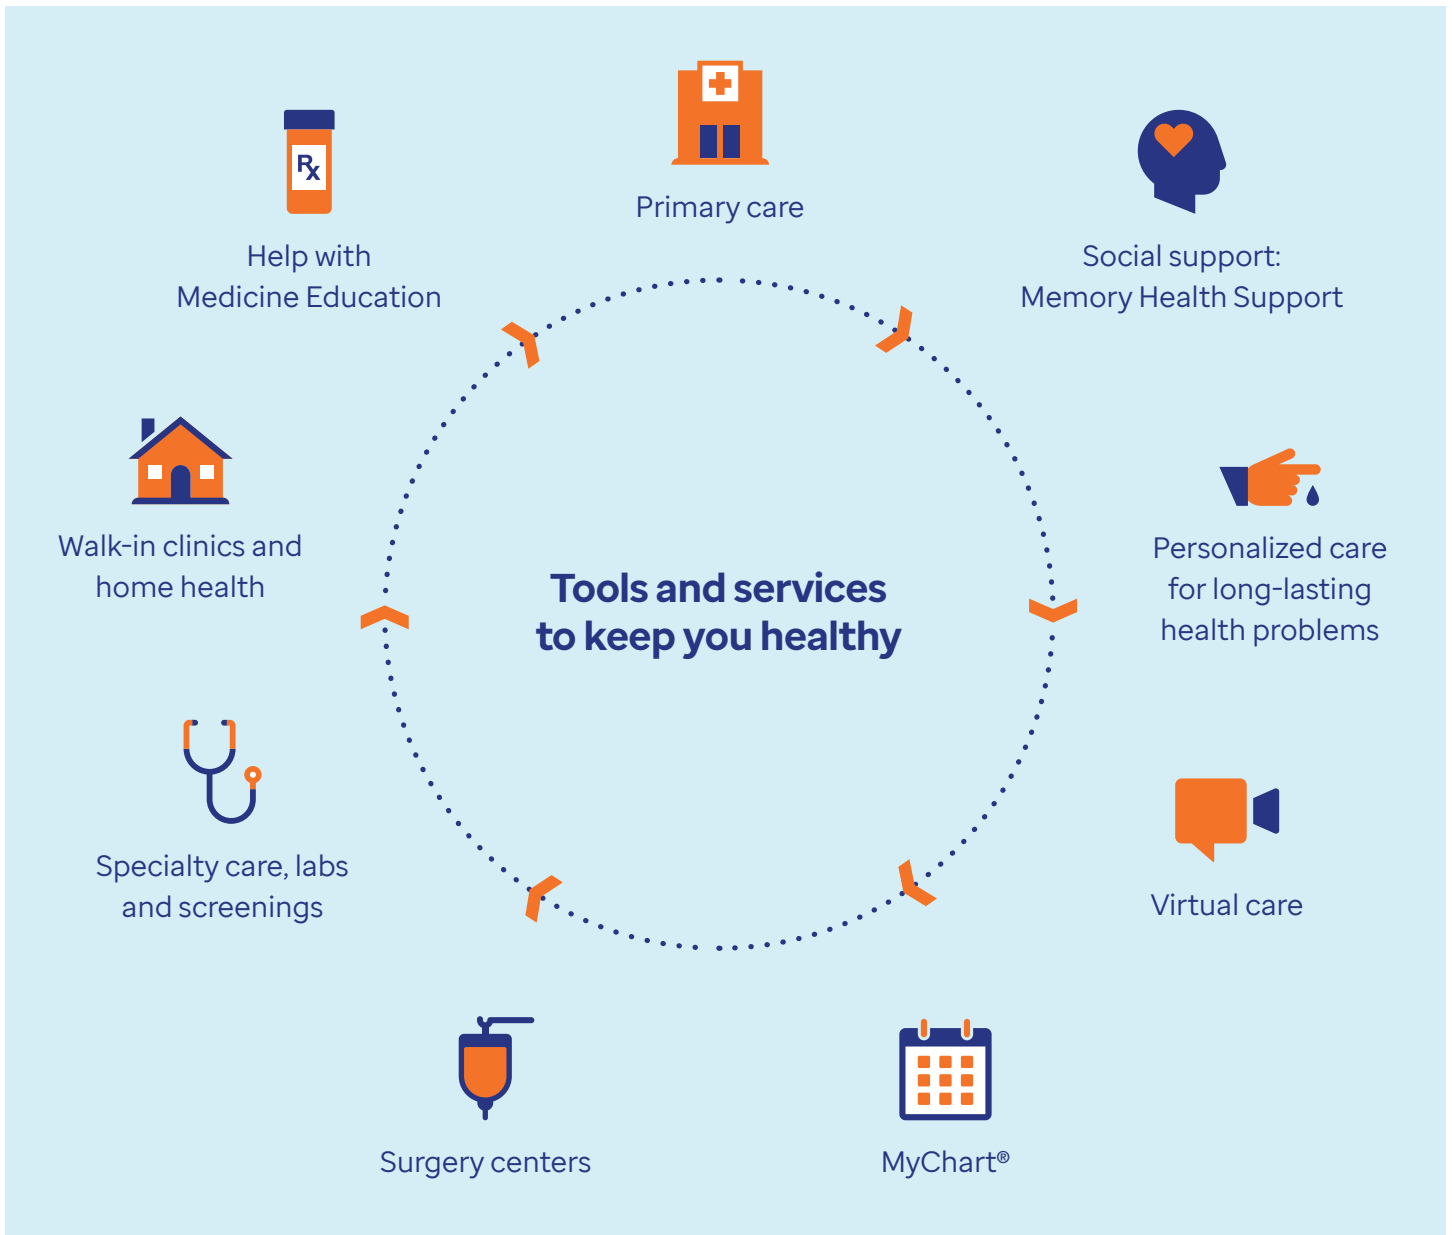 Primary care
Social support:
Memory Health Support
Personalized care
for long-lasting
health problems
Virtual care
MyChart®
Surgery centers
Specialty care, labs
and screenings
Walk-in clinics and
home health
Rx
Help with
Medicine Education
Tools and services
to keep you healthy